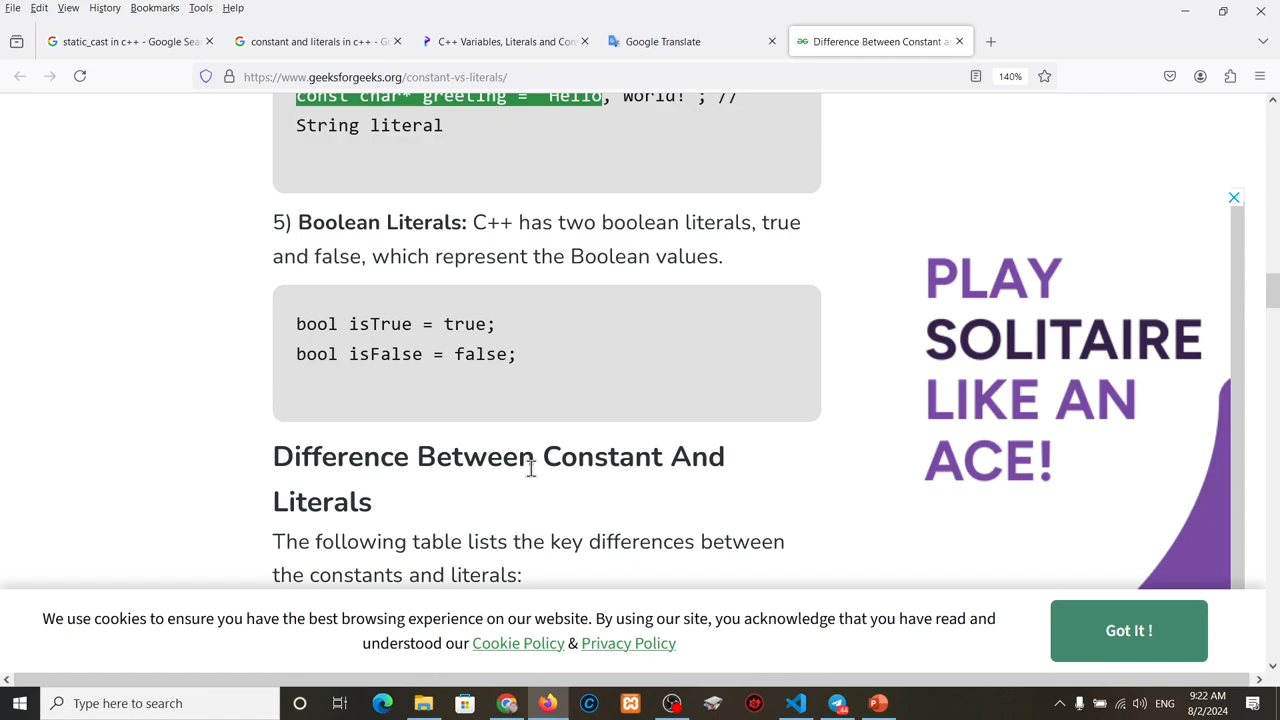 File Edit View History Bookmarks Tools Help
static_cast in c++ - Google Sea
constant and literals in c++ - G
C++ Variables, Literals and Con
Google Translate
Difference Between Constant a
https://www.geeksforgeeks.org/constant-vs-literals/
140%
const char* greeting = "Hello, World!"; //
String literal
5) Boolean Literals: C++ has two boolean literals, true
and false, which represent the Boolean values.
bool isTrue = true;
bool isFalse = false;
Difference Between Constant And
Literals
The following table lists the key differences between
the constants and literals:
PLAY
SOLITAIRE
LIKE AN
ACE!
We use cookies to ensure you have the best browsing experience on our website. By using our site, you acknowledge that you have read and
understood our Cookie Policy & Privacy Policy
Got It !
Type here to search
44
ENG
9:22 AM
8/2/2024